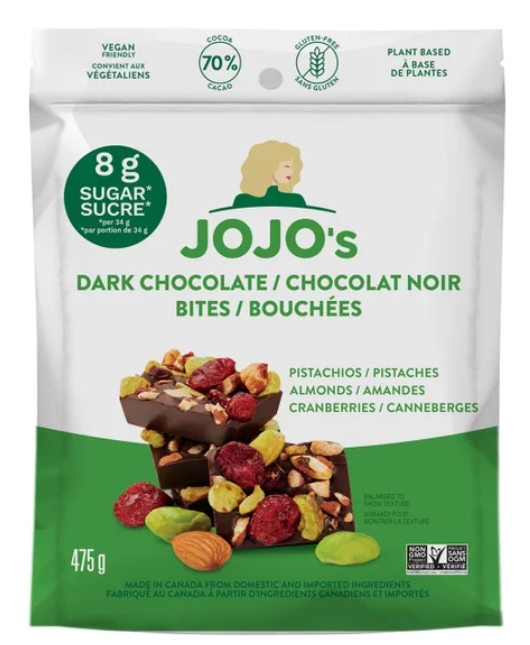 VEGAN
FRIENDLY
CONVIENT AUX
VÉGÉTALIENS
COCOA
70%
CACAO
GLUTEN-FREE
SANS GLUTEN
PLANT BASED
À BASE
DE PLANTES
8 g
SUGAR*
SUCRE*
*per 34 g
*par portion de 34 g
JOJO's
DARK CHOCOLATE / CHOCOLAT NOIR
BITES / BOUCHÉES
PISTACHIOS / PISTACHES
ALMONDS / AMANDES
CRANBERRIES / CANNEBERGES
ENLARGED TO
SHOW TEXTURE
AGRANDI POUR
MONTRER LA TEXTURE
475 g
NON
GMO
Project
VERIFIED
PROJET
SANS
OGM
VÉRIFIÉ
MADE IN CANADA FROM DOMESTIC AND IMPORTED INGREDIENTS
FABRIQUÉ AU CANADA À PARTIR D'INGRÉDIENTS CANADIENS ET IMPORTÉS